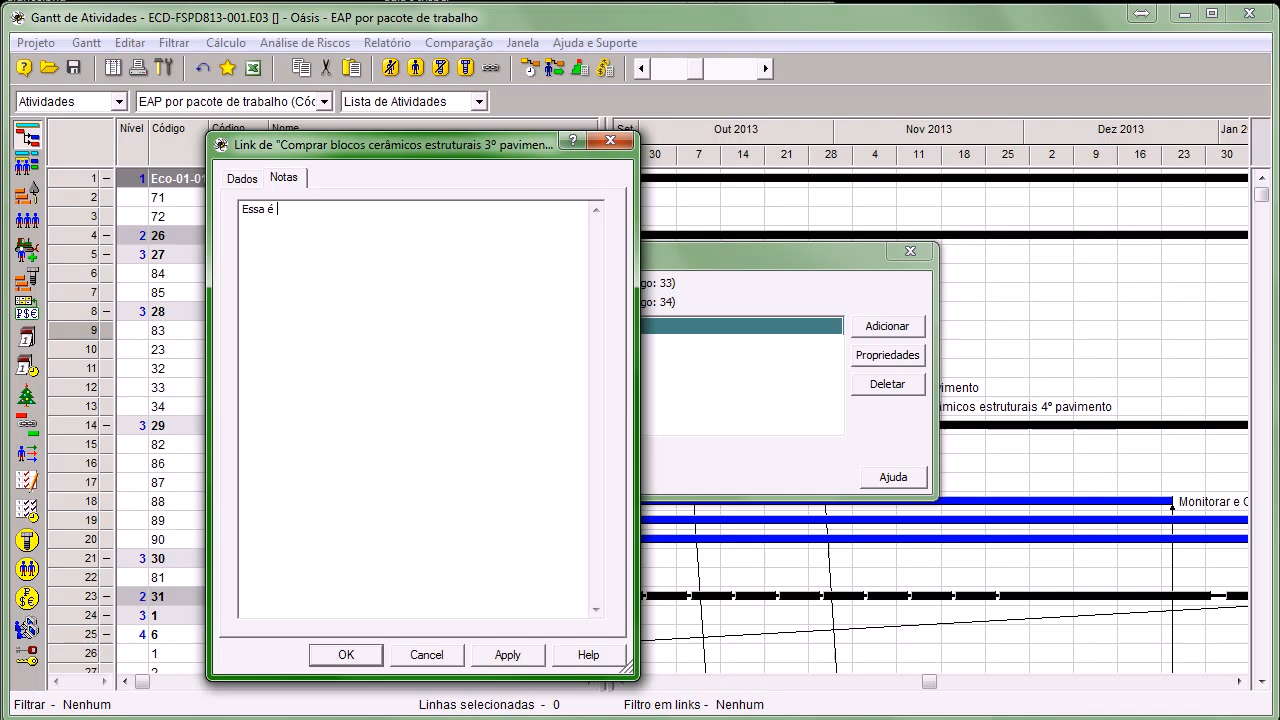 Gantt de Atividades - ECD-FSPD813-001.E03 [] - Oásis - EAP por pacote de trabalho
Projeto Gantt Editar Filtrar Cálculo Análise de Riscos Relatório Comparação Janela Ajuda e Suporte
Atividades EAP por pacote de trabalho (Cód Lista de Atividades
Nível Código Código Nome Set Out 2013 Nov 2013 Dez 2013 Jan 2
30 7 14 21 28 4 11 18 25 2 9 16 23 30
Link de "Comprar blocos cerâmicos estruturais 3º pavimen...
Dados Notas
Essa é
OK Cancel Apply Help
go: 33)
go: 34)
Adicionar
Propriedades
Deletar
Ajuda
1 – 1 Eco-01-01
2 71
3 72
4 – 2 26
5 – 3 27
6 84
7 85
8 – 3 28
9 83
10 23
11 32
12 33 vimento
13 34 âmicos estruturais 4º pavimento
14 – 3 29
15 82
16 86
17 87
18 88 Monitorar e C
19 89
20 90
21 – 3 30
22 81
23 – 2 31
24 – 3 1
25 – 4 6
26 1
27 2
Filtrar - Nenhum Linhas selecionadas - 0 Filtro em links - Nenhum